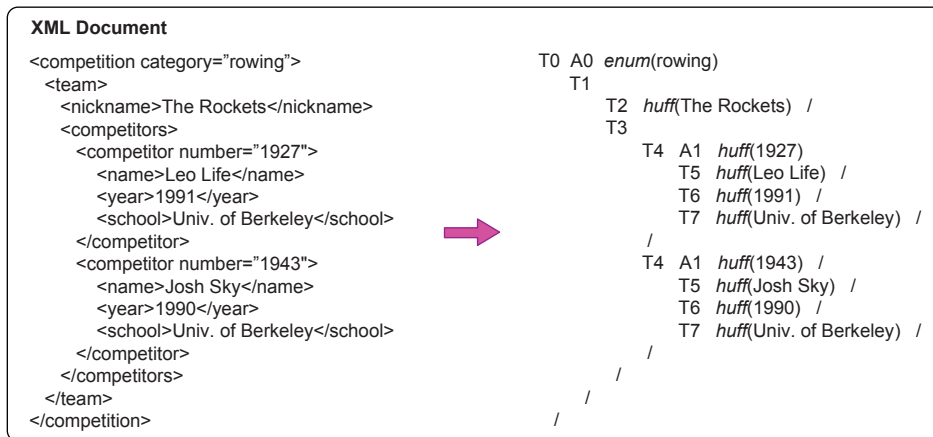 XML Document
<competition category=”rowing”>
<team>
<nickname>The Rockets</nickname>
<competitors>
<competitor number=”1927">
<name>Leo Life</name>
<year>1991</year>
<school>Univ. of Berkeley</school>
</competitor>
<competitor number=”1943">
<name>Josh Sky</name>
<year>1990</year>
<school>Univ. of Berkeley</school>
</competitor>
</competitors>
</team>
</competition>
T0 A0 enum(rowing)
T1
T2 huff(The Rockets) /
T3
T4 A1 huff(1927)
T5 huff(Leo Life) /
T6 huff(1991) /
T7 huff(Univ. of Berkeley) /
/
T4 A1 huff(1943) /
T5 huff(Josh Sky) /
T6 huff(1990) /
T7 huff(Univ. of Berkeley) /
/
/
/
/